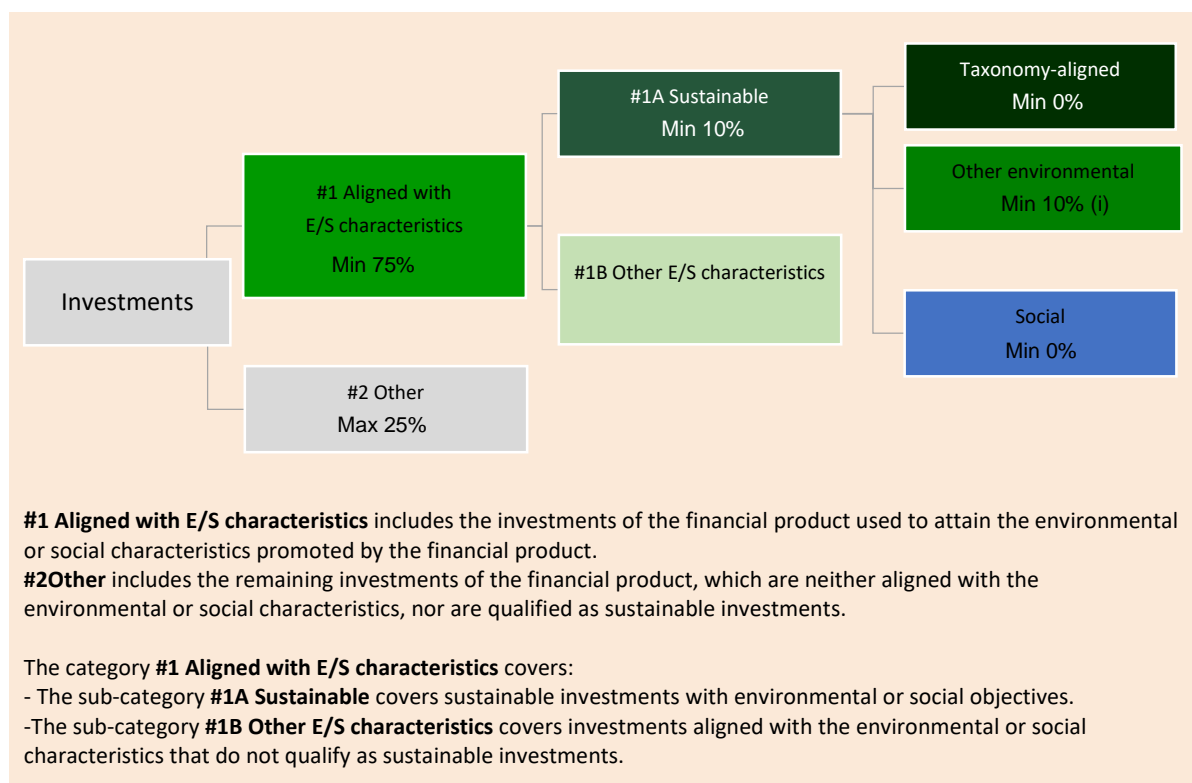 Investments
#1 Aligned with
E/S characteristics
Min 75%
#2 Other
Max 25%
#1A Sustainable
Min 10%
#1B Other E/S characteristics
Taxonomy-aligned
Min 0%
Other environmental
Min 10% (i)
Social
Min 0%
#1 Aligned with E/S characteristics includes the investments of the financial product used to attain the environmental
or social characteristics promoted by the financial product.
#2Other includes the remaining investments of the financial product, which are neither aligned with the
environmental or social characteristics, nor are qualified as sustainable investments.
The category #1 Aligned with E/S characteristics covers:
- The sub-category #1A Sustainable covers sustainable investments with environmental or social objectives.
-The sub-category #1B Other E/S characteristics covers investments aligned with the environmental or social
characteristics that do not qualify as sustainable investments.